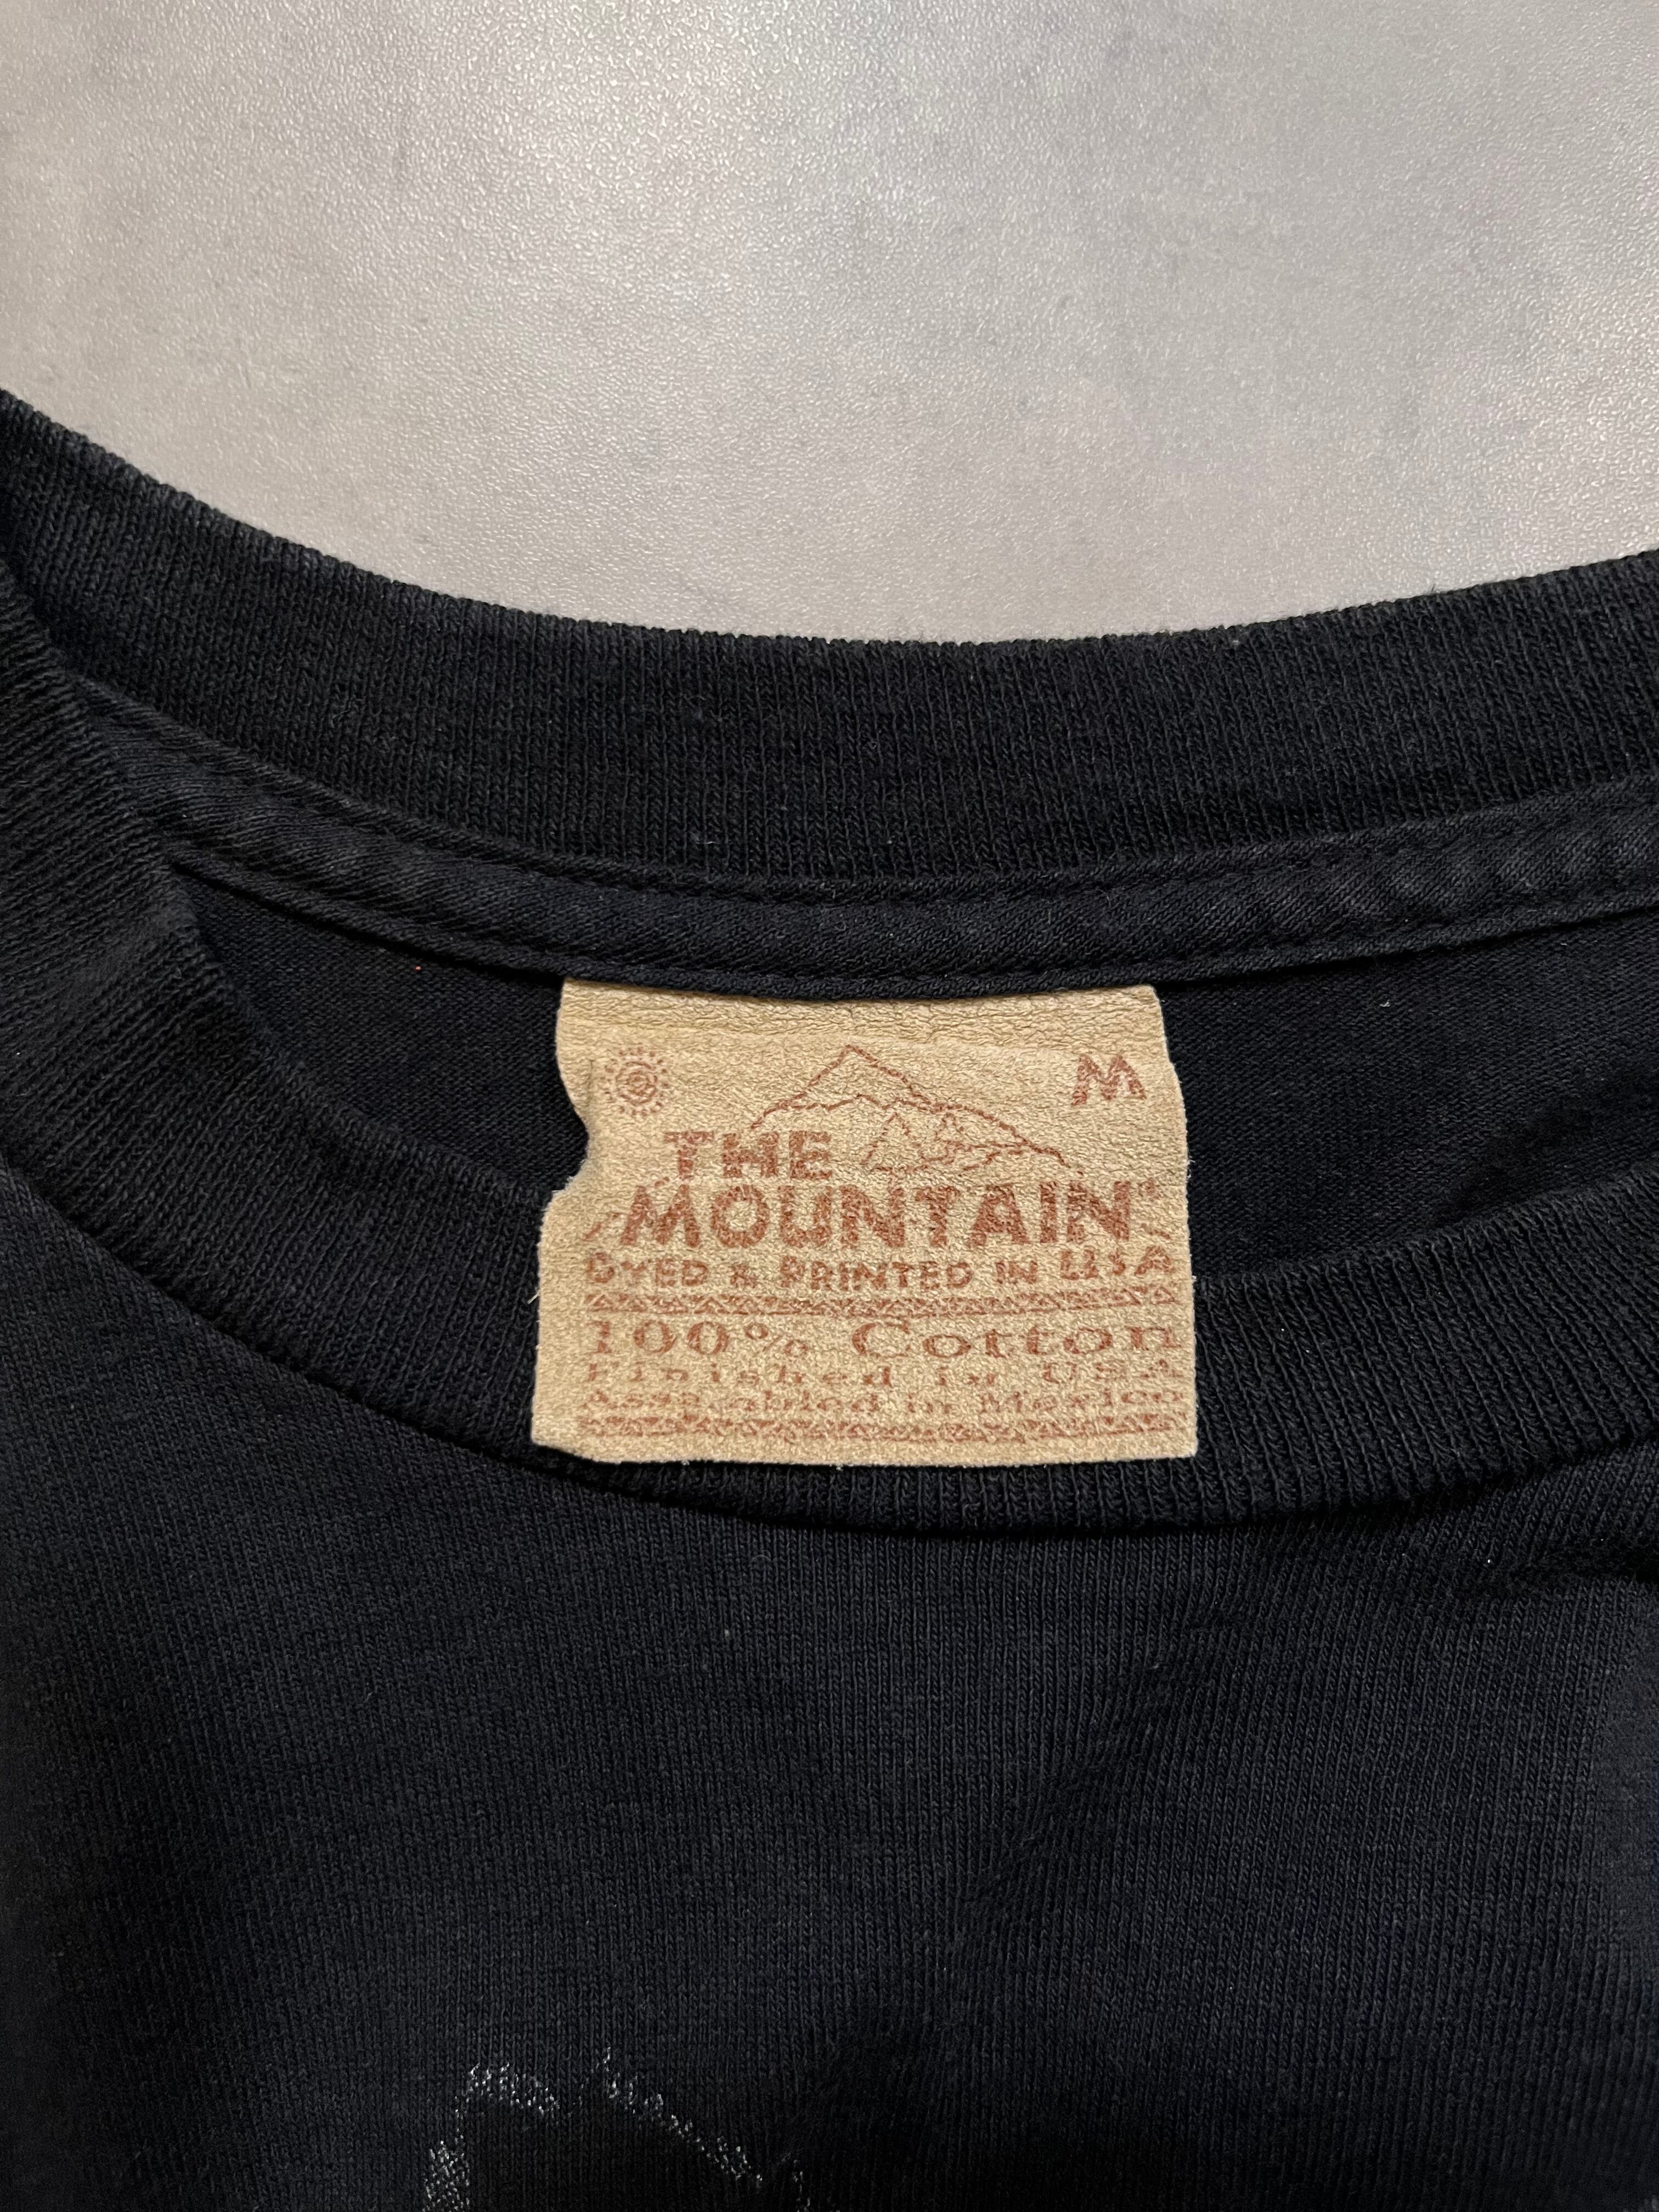 M
THE
MOUNTAIN
DYED & PRINTED IN USA
100% Cotton
Finished in USA
Assembled in Mexico